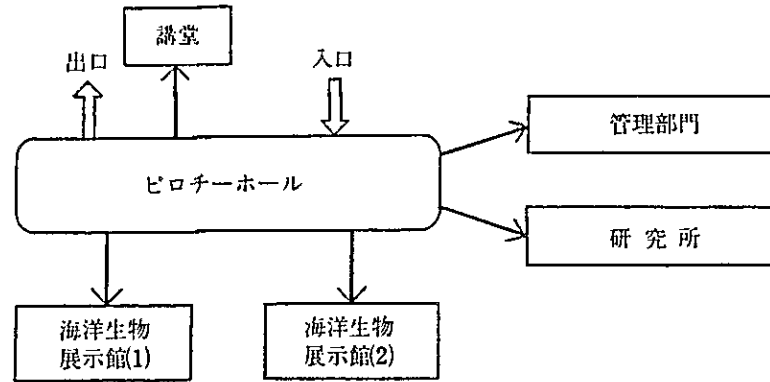 講堂
出口
入口
管理部門
ピロチーホール
研究所
海洋生物
展示館(1)
海洋生物
展示館(2)